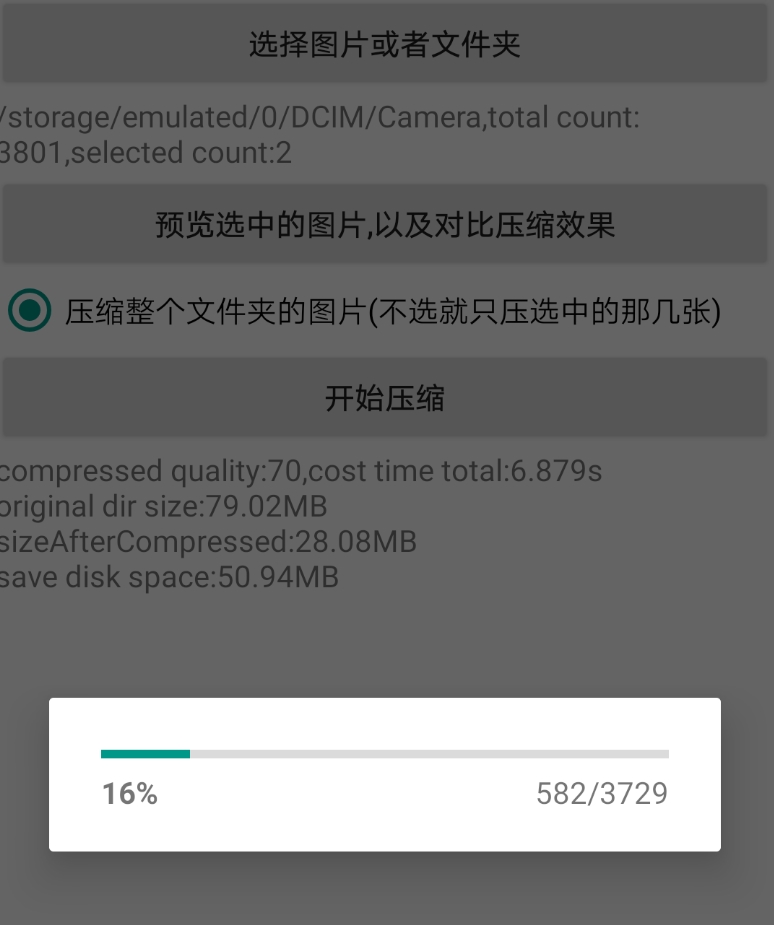 选择图片或者文件夹
/storage/emulated/0/DCIM/Camera,total count:
3801,selected count:2
预览选中的图片,以及对比压缩效果
压缩整个文件夹的图片(不选就只压选中的那几张)
开始压缩
compressed quality:70,cost time total:6.879s
original dir size:79.02MB
sizeAfterCompressed:28.08MB
save disk space:50.94MB
16% 582/3729